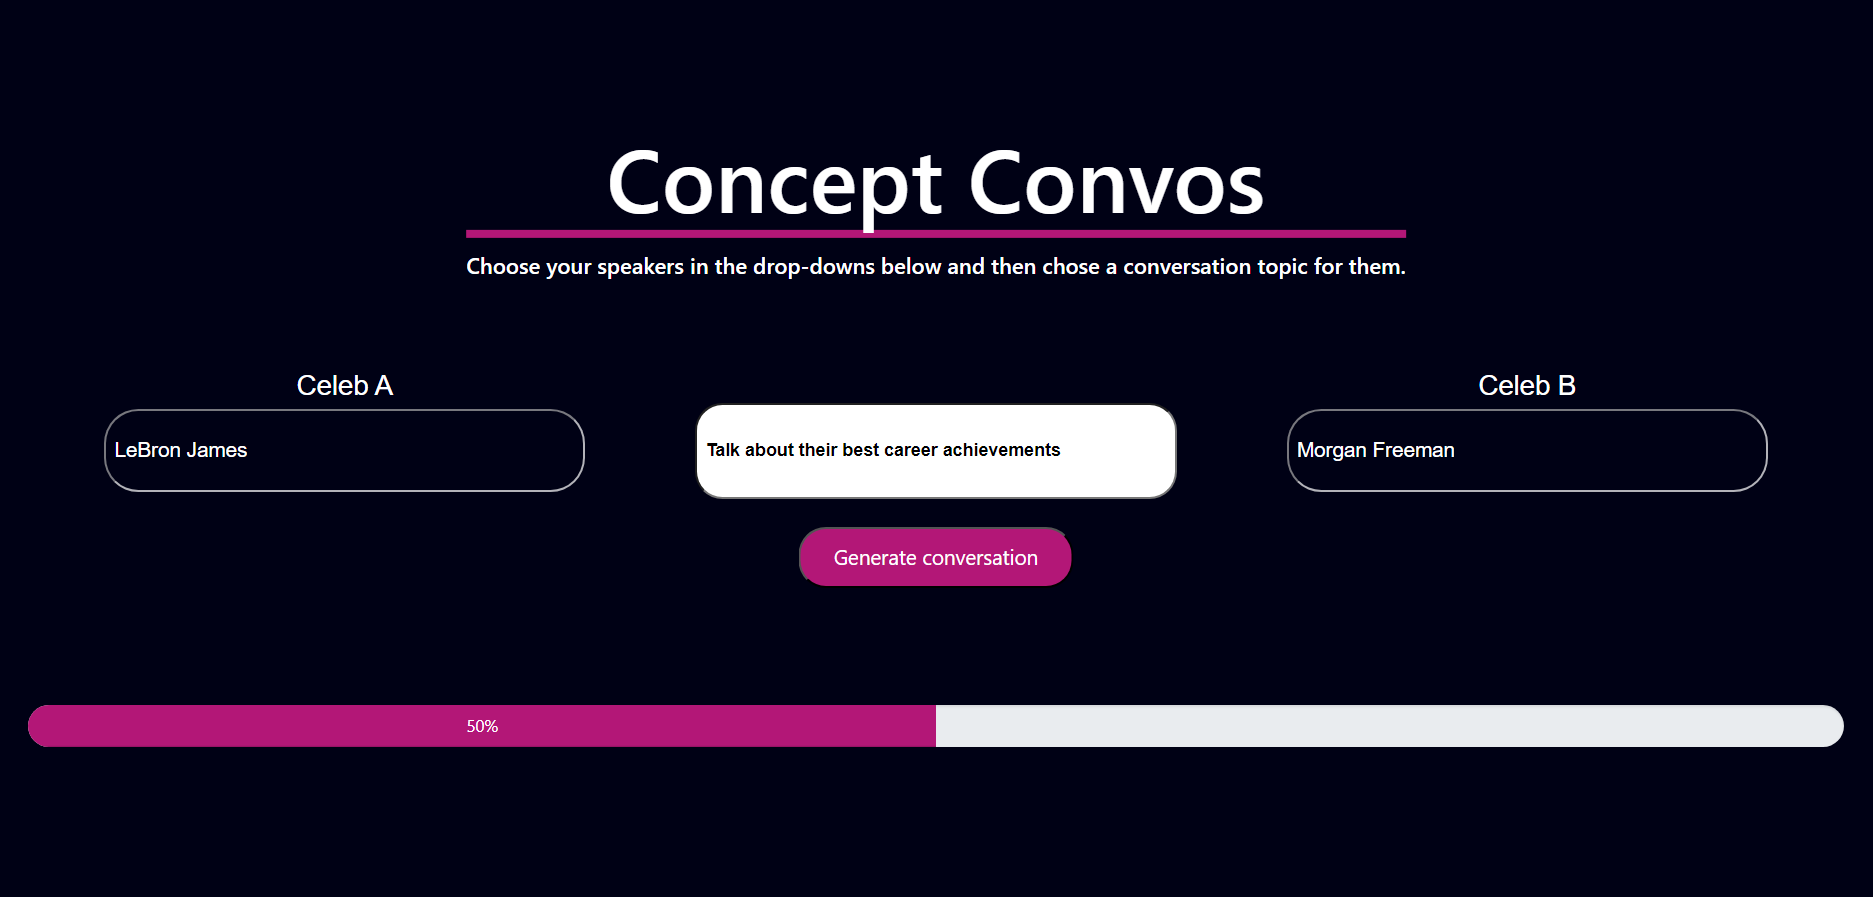 Concept Convos
Choose your speakers in the drop-downs below and then chose a conversation topic for them.
Celeb A
LeBron James
Talk about their best career achievements
Celeb B
Morgan Freeman
Generate conversation
50%